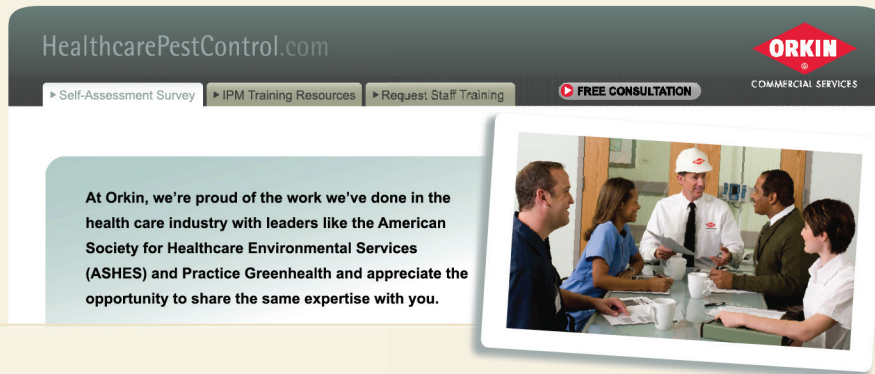 HealthcarePestControl.com
ORKIN
®
COMMERCIAL SERVICES
Self-Assessment Survey
IPM Training Resources
Request Staff Training
FREE CONSULTATION
At Orkin, we're proud of the work we've done in the
health care industry with leaders like the American
Society for Healthcare Environmental Services
(ASHES) and Practice Greenhealth and appreciate the
opportunity to share the same expertise with you.